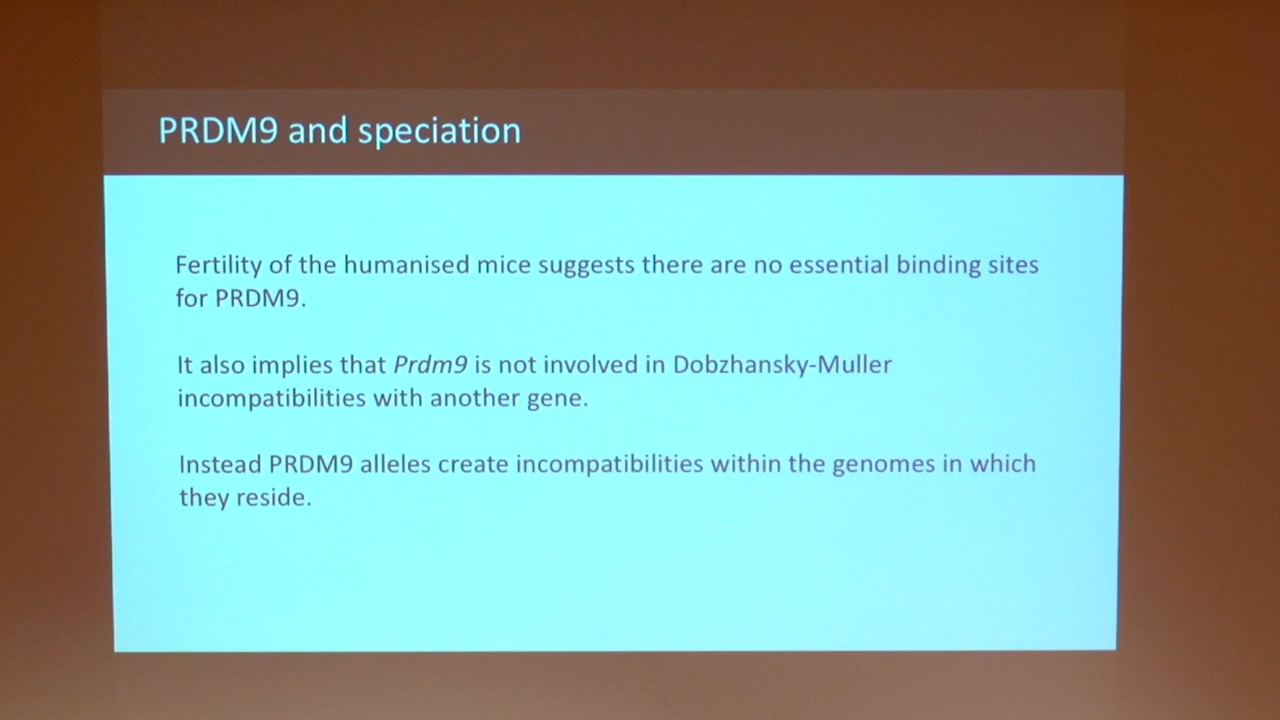 PRDM9 and speciation
Fertility of the humanised mice suggests there are no essential binding sites
for PRDM9.
It also implies that Prdm9 is not involved in Dobzhansky-Muller
incompatibilities with another gene.
Instead PRDM9 alleles create incompatibilities within the genomes in which
they reside.